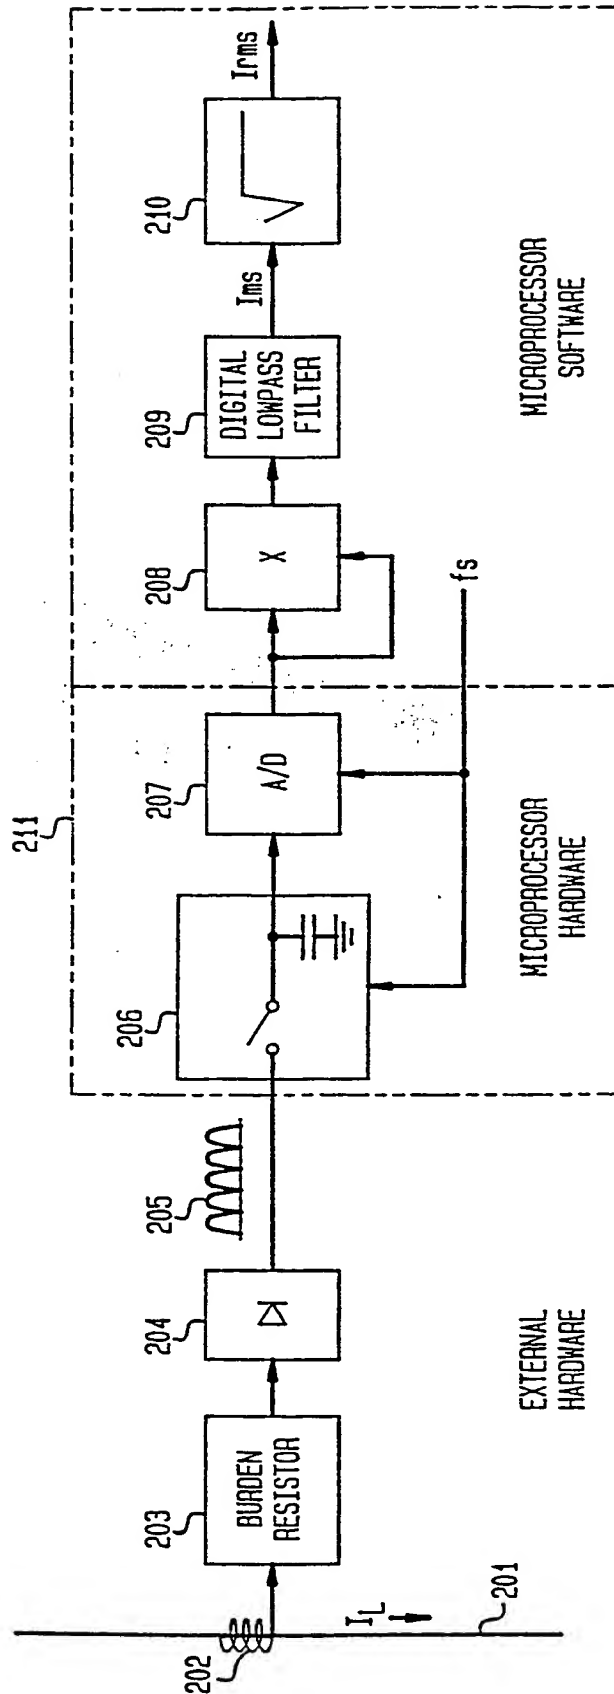 201
I_L
202
203
BURDEN
RESISTOR
204
205
EXTERNAL
HARDWARE
211
206
207
A/D
MICROPROCESSOR
HARDWARE
fs
208
X
209
DIGITAL
LOWPASS
FILTER
Ims
210
Irms
MICROPROCESSOR
SOFTWARE